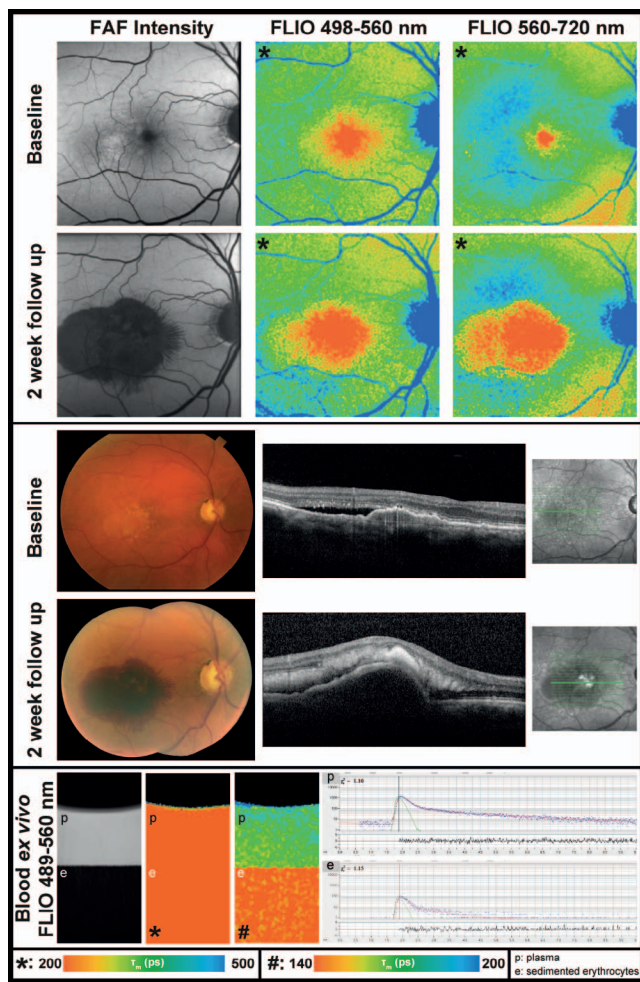 FAF Intensity FLIO 498-560 nm FLIO 560-720 nm
Baseline
* *
2 week follow up
* *
Baseline
2 week follow up
Blood ex vivo
FLIO 489-560 nm
p p p p
e e e e
* #
*: 200 τm (ps) 500 #: 140 τm (ps) 200 p: plasma
e: sedimented erythrocytes